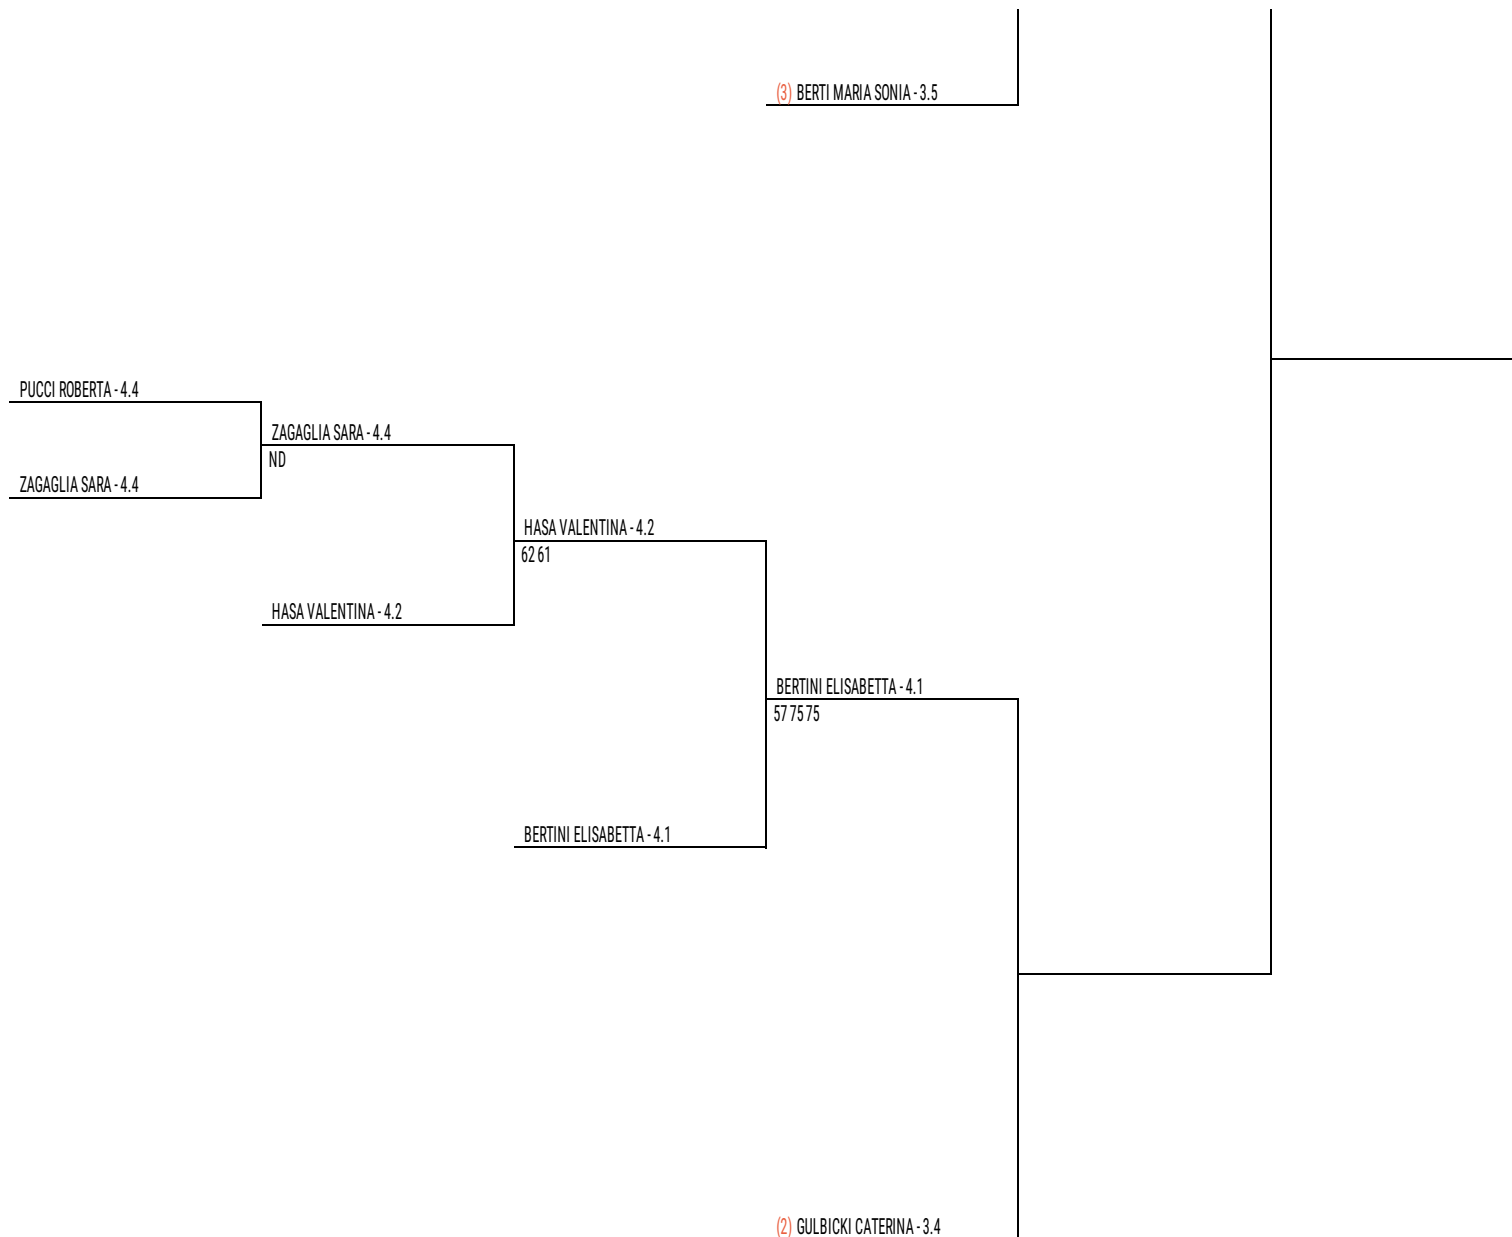 (3) BERTI MARIA SONIA - 3.5
PUCCI ROBERTA - 4.4
ZAGAGLIA SARA - 4.4
ND
ZAGAGLIA SARA - 4.4
HASA VALENTINA - 4.2
62 61
HASA VALENTINA - 4.2
BERTINI ELISABETTA - 4.1
57 75 75
BERTINI ELISABETTA - 4.1
(2) GULBICKI CATERINA - 3.4